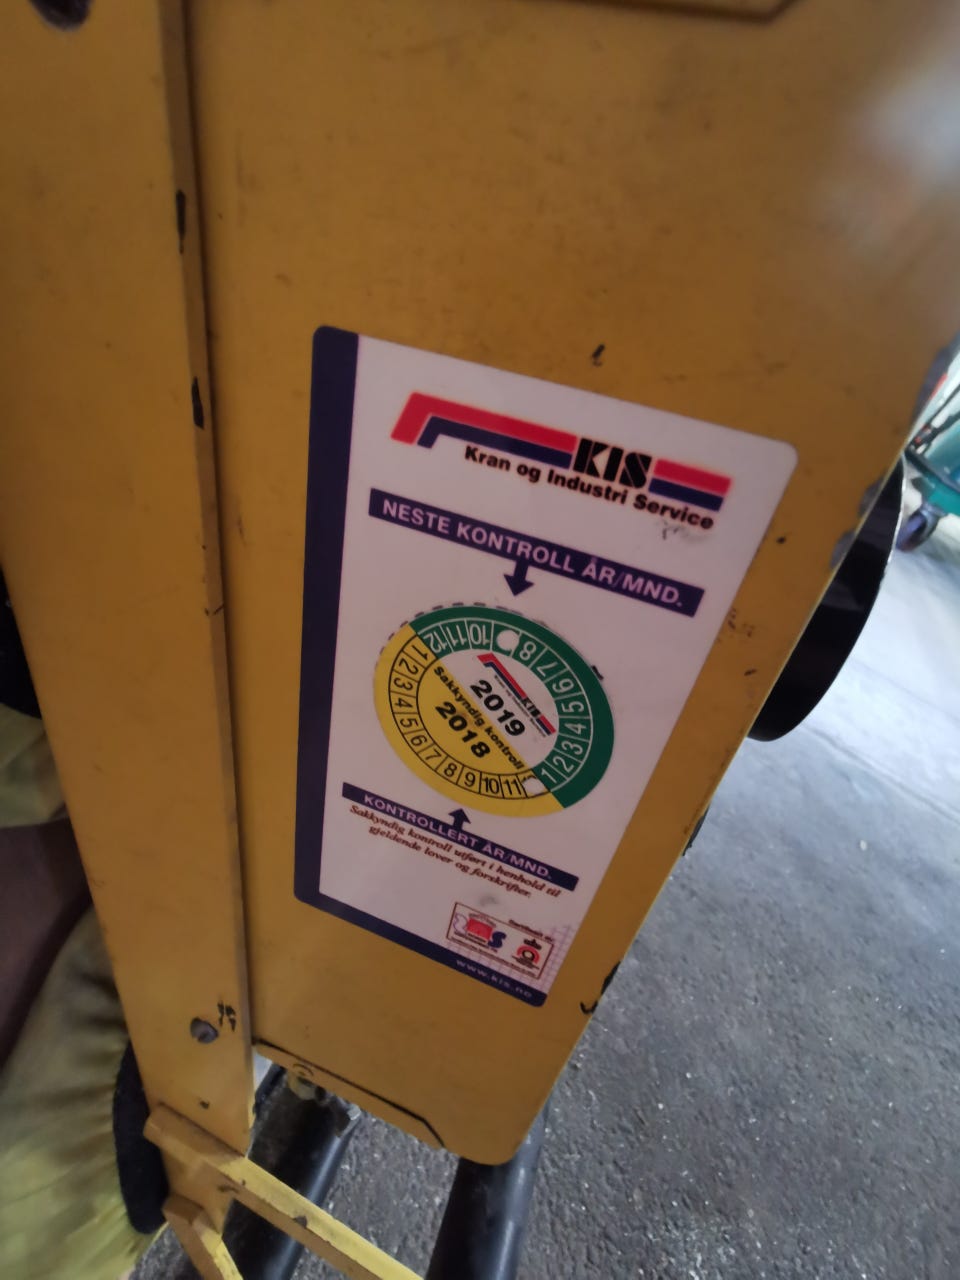 KIS
Kran og Industri Service
NESTE KONTROLL ÅR/MND.
12 11 10 8 7 6 5 4 3 2 1
KIS
2019
Sakkyndig kontroll
2018
1 2 3 4 5 6 7 8 9 10 11
KONTROLLERT ÅR/MND.
Sakkyndig kontroll utført i henhold til
gjeldende lover og forskrifter.
www.kis.no